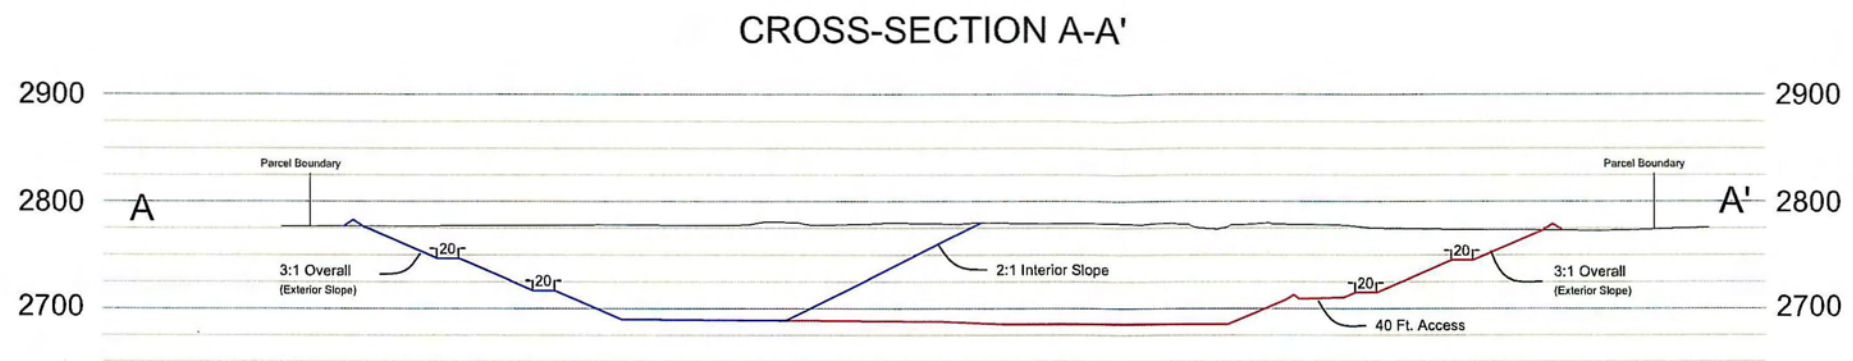 CROSS-SECTION A-A'
2900
2900
Parcel Boundary
Parcel Boundary
2800
A
A'
2800
20
20
3:1 Overall
(Exterior Slope)
2:1 Interior Slope
3:1 Overall
(Exterior Slope)
20
20
2700
2700
40 Ft. Access